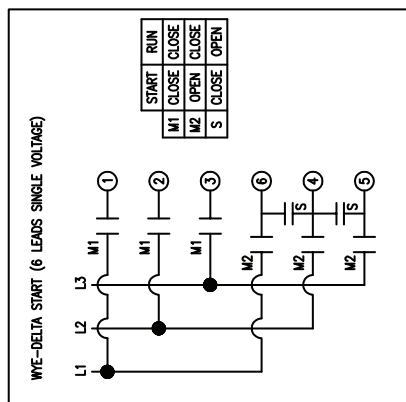 WYE-DELTA START (6 LEADS SINGLE VOLTAGE)
L1 L2 L3
M1 M1 M1 M2 M2 M2
S S
1 2 3 6 4 5
START RUN
M1 CLOSE CLOSE
M2 OPEN CLOSE
S CLOSE OPEN